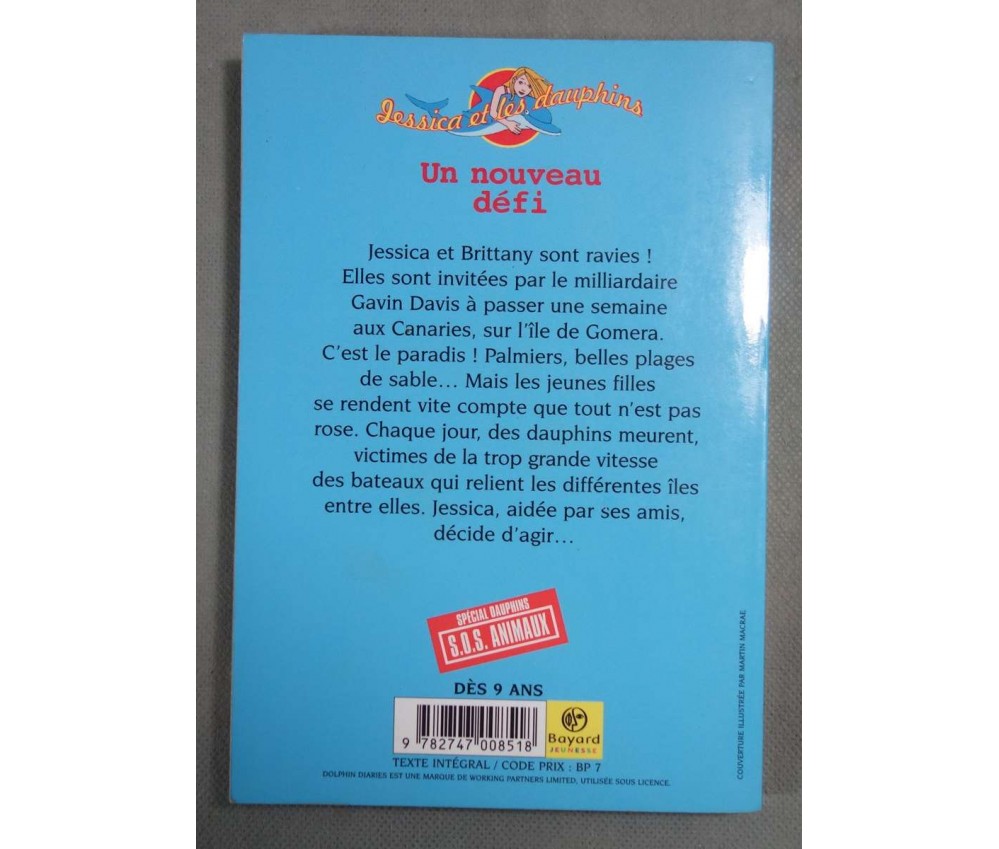 Jessica et les dauphins
Un nouveau
défi
Jessica et Brittany sont ravies !
Elles sont invitées par le milliardaire
Gavin Davis à passer une semaine
aux Canaries, sur l'île de Gomera.
C'est le paradis ! Palmiers, belles plages
de sable... Mais les jeunes filles
se rendent vite compte que tout n'est pas
rose. Chaque jour, des dauphins meurent,
victimes de la trop grande vitesse
des bateaux qui relient les différentes îles
entre elles. Jessica, aidée par ses amis,
décide d'agir...
SPÉCIAL DAUPHINS
S.O.S. ANIMAUX
DÈS 9 ANS
9 782747 008518
Bayard
JEUNESSE
TEXTE INTÉGRAL / CODE PRIX : BP 7
DOLPHIN DIARIES EST UNE MARQUE DE WORKING PARTNERS LIMITED, UTILISÉE SOUS LICENCE.
COUVERTURE ILLUSTRÉE PAR MARTIN MACRAE